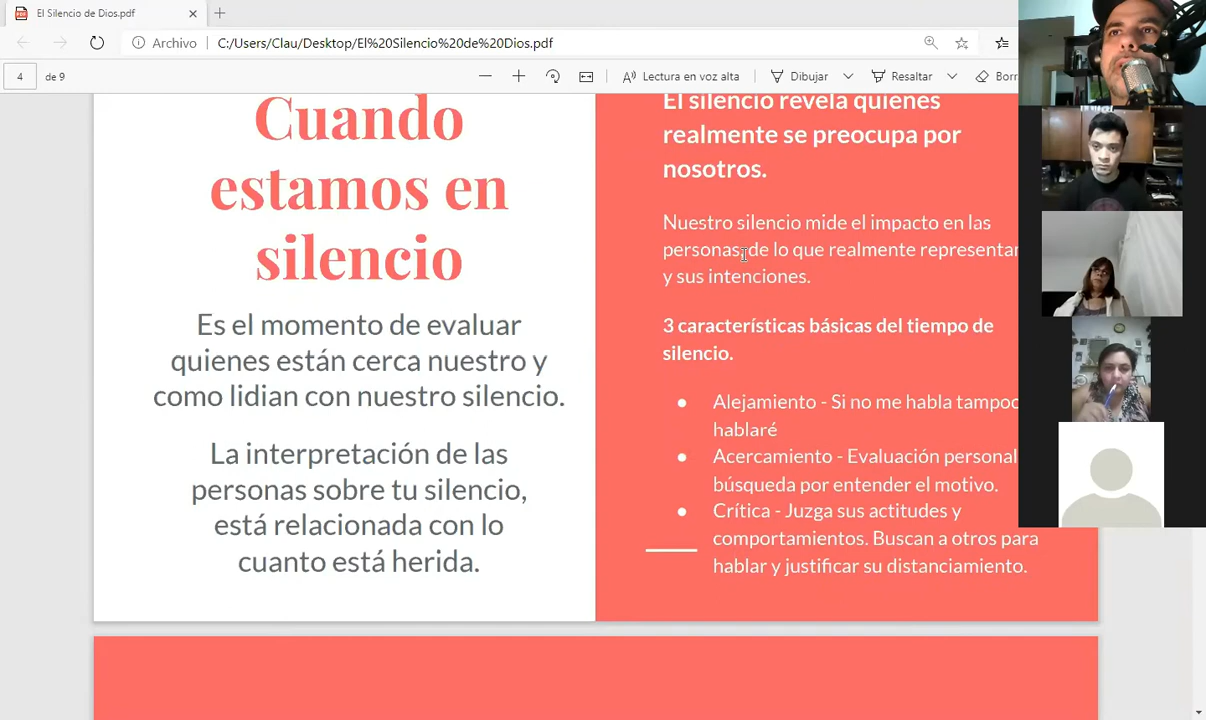 El Silencio de Dios.pdf
Archivo
C:/Users/Clau/Desktop/El%20Silencio%20de%20Dios.pdf
4
de 9
Lectura en voz alta
Dibujar
Resaltar
Borr
Cuando
estamos en
silencio
Es el momento de evaluar
quienes están cerca nuestro y
como lidian con nuestro silencio.
La interpretación de las
personas sobre tu silencio,
está relacionada con lo
cuanto está herida.
El silencio revela quienes
realmente se preocupa por
nosotros.
Nuestro silencio mide el impacto en las
personas de lo que realmente representan
y sus intenciones.
3 características básicas del tiempo de
silencio.
Alejamiento - Si no me habla tampoc
hablaré
Acercamiento - Evaluación personal
búsqueda por entender el motivo.
Crítica - Juzga sus actitudes y
comportamientos. Buscan a otros para
hablar y justificar su distanciamiento.